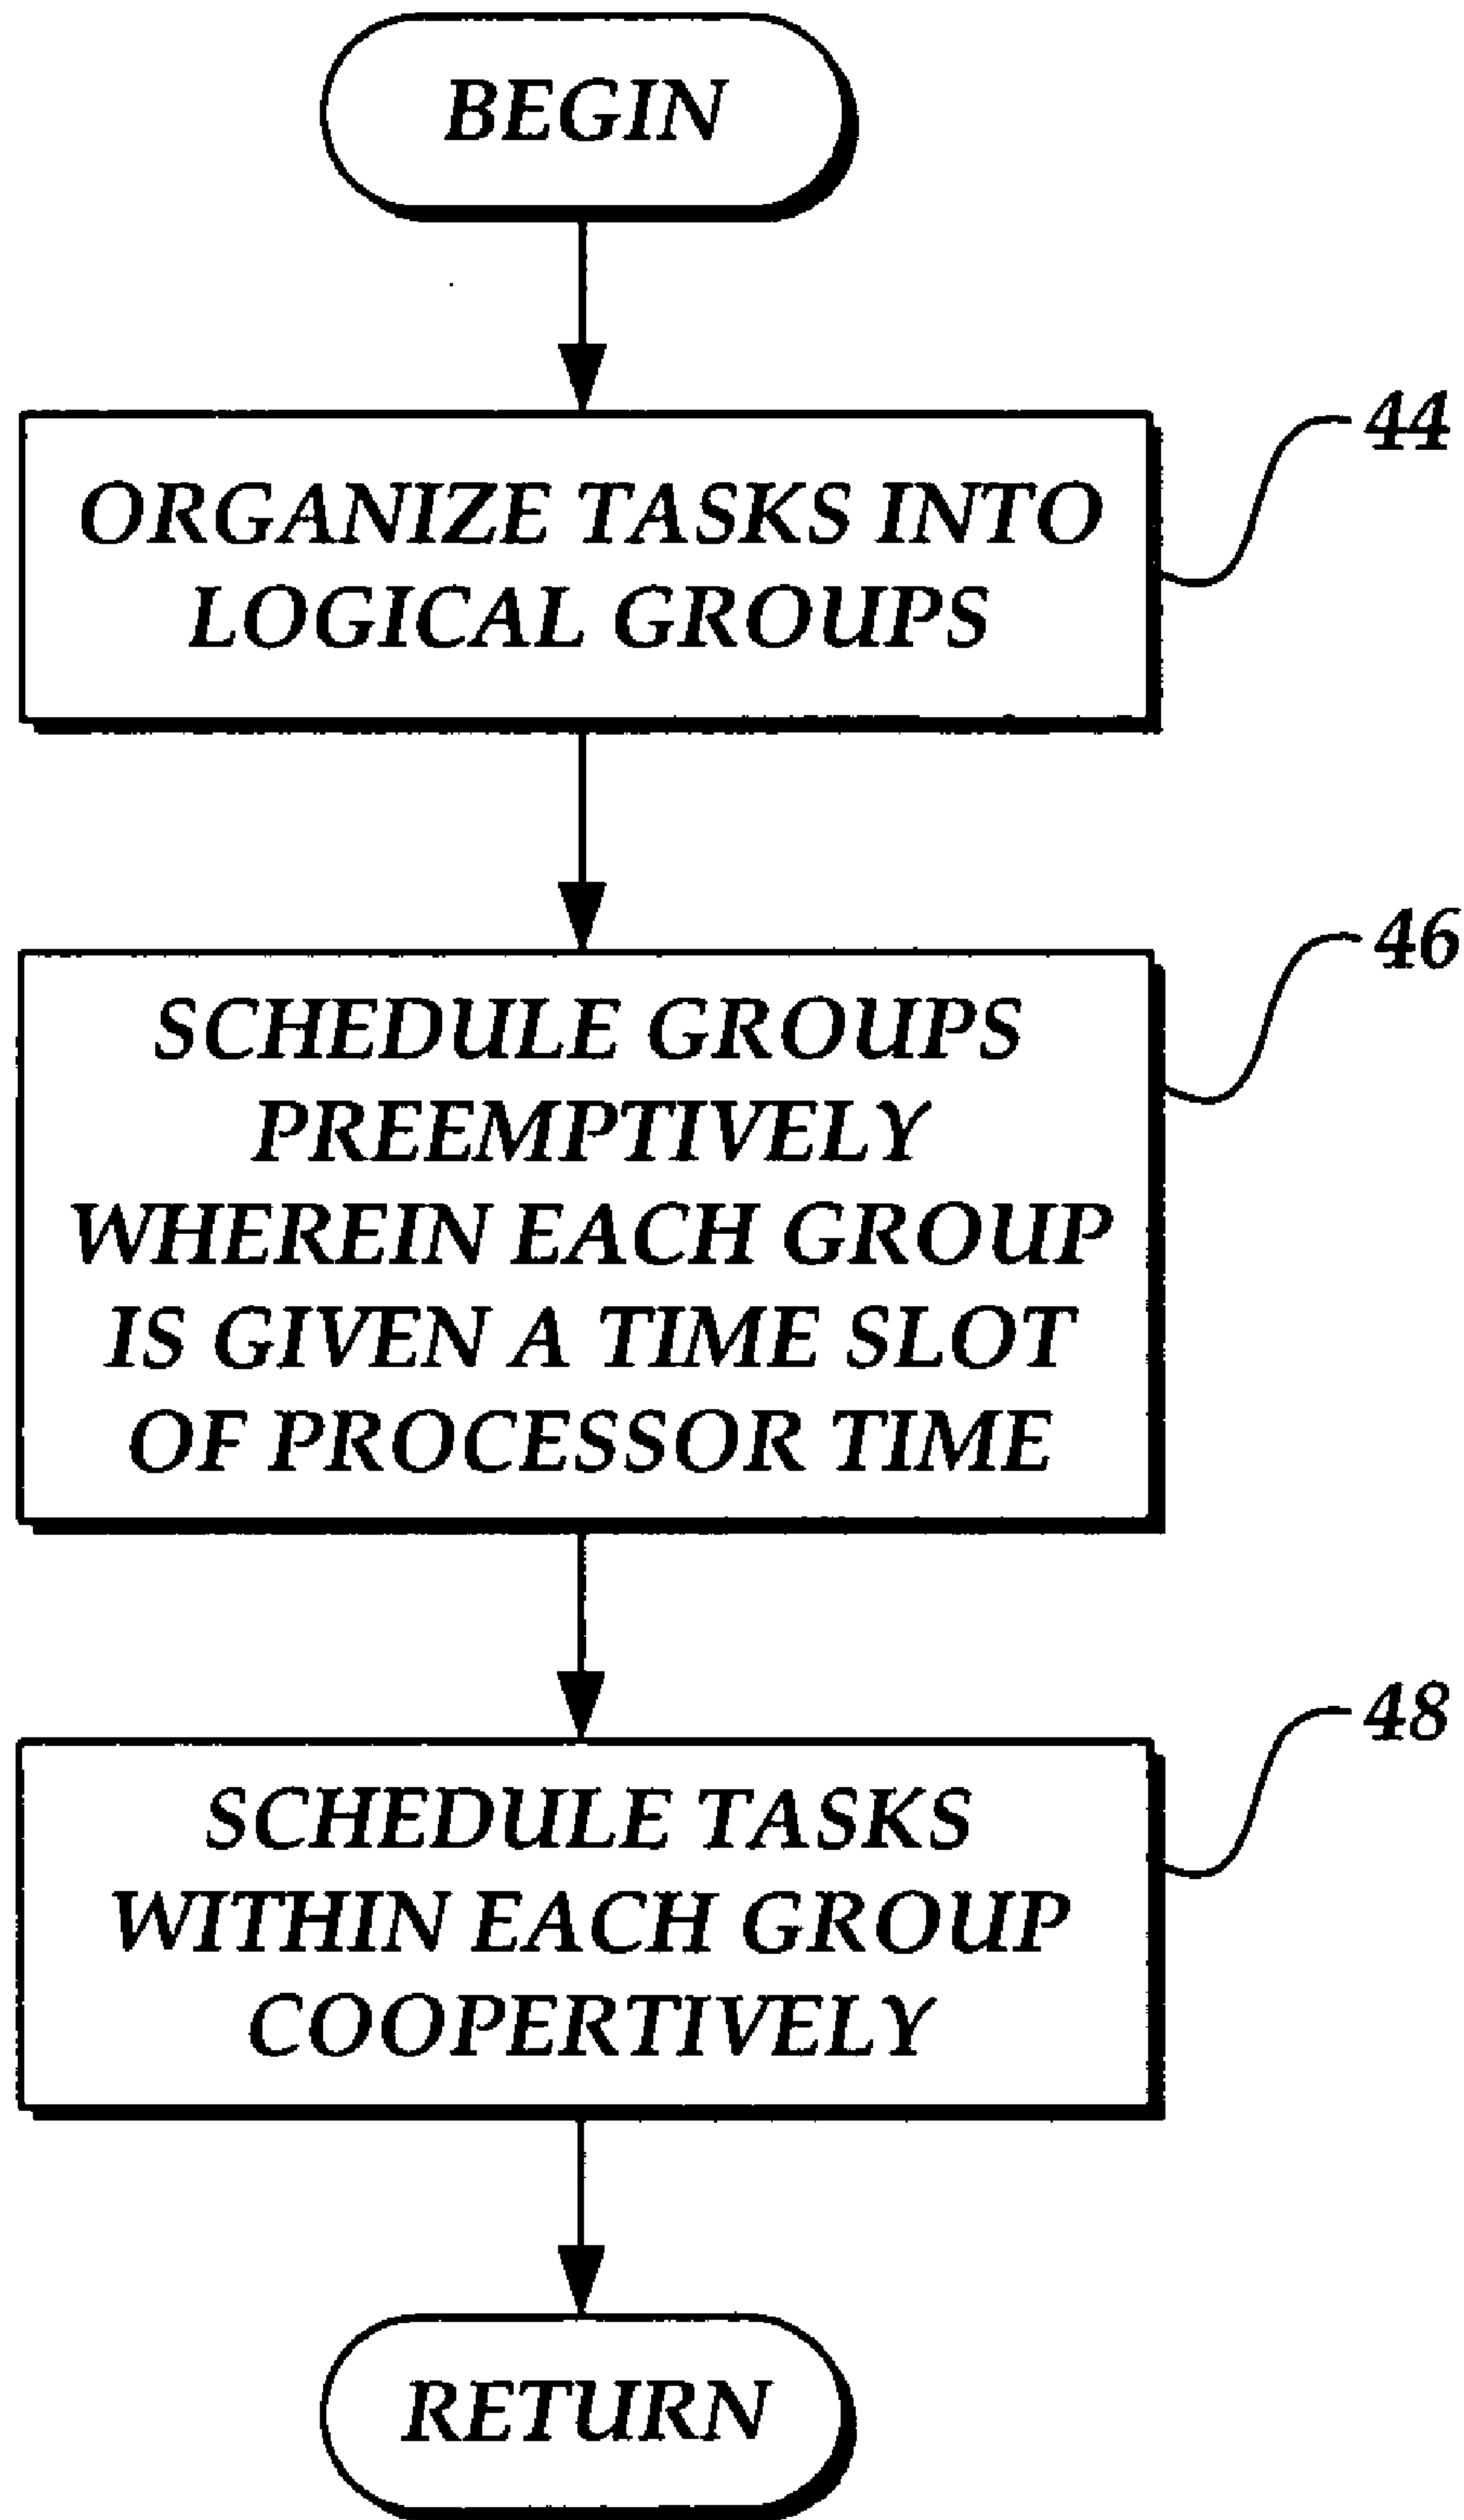 BEGIN
44
ORGANIZE TASKS INTO
LOGICAL GROUPS
46
SCHEDULE GROUPS
PREEMPTIVELY
WHEREIN EACH GROUP
IS GIVEN A TIME SLOT
OF PROCESSOR TIME
48
SCHEDULE TASKS
WITHIN EACH GROUP
COOPERTIVELY
RETURN